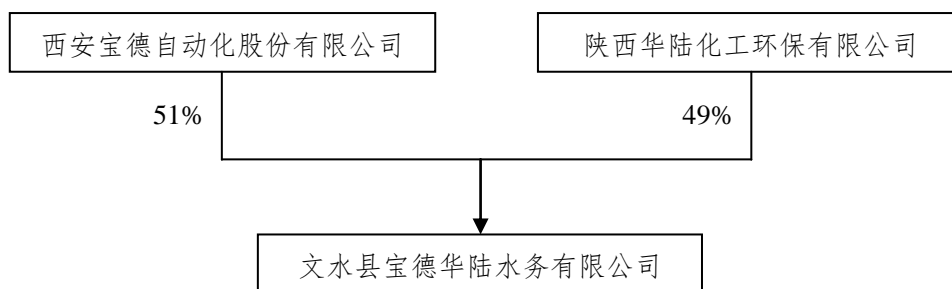 西安宝德自动化股份有限公司
陕西华陆化工环保有限公司
51%
49%
文水县宝德华陆水务有限公司